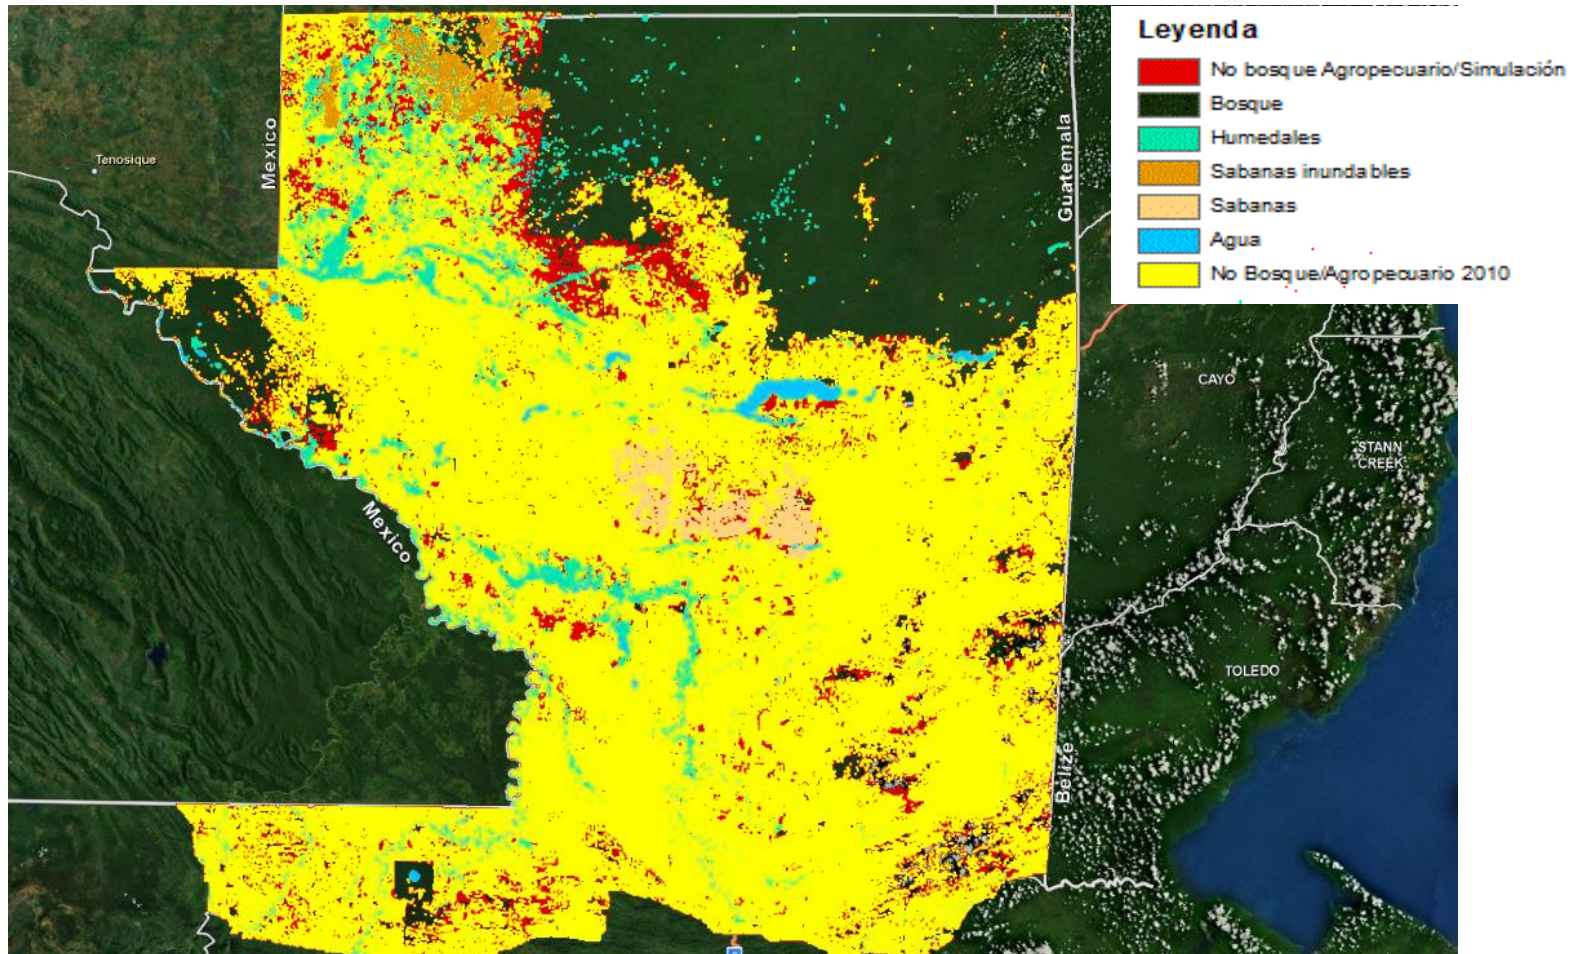 Leyenda
No bosque Agropecuario/Simulación
Bosque
Humedales
Sabanas inundables
Sabanas
Agua
No Bosque/Agropecuario 2010
Mexico
Tenosique
Guatemala
CAYO
STANN
CREEK
Mexico
TOLEDO
Belize